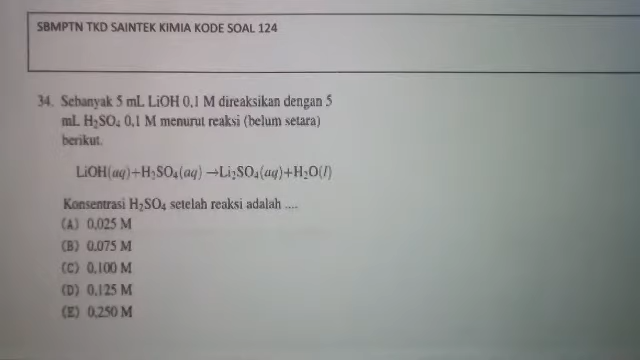 SBMPTN TKD SAINTEK KIMIA KODE SOAL 124
34. Sebanyak 5 mL LiOH 0,1 M direaksikan dengan 5
mL H₂SO₄ 0,1 M menurut reaksi (belum setara)
berikut.
LiOH(aq)+H₂SO₄(aq) →Li₂SO₄(aq)+H₂O(l)
Konsentrasi H₂SO₄ setelah reaksi adalah ....
(A) 0,025 M
(B) 0,075 M
(C) 0,100 M
(D) 0,125 M
(E) 0,250 M